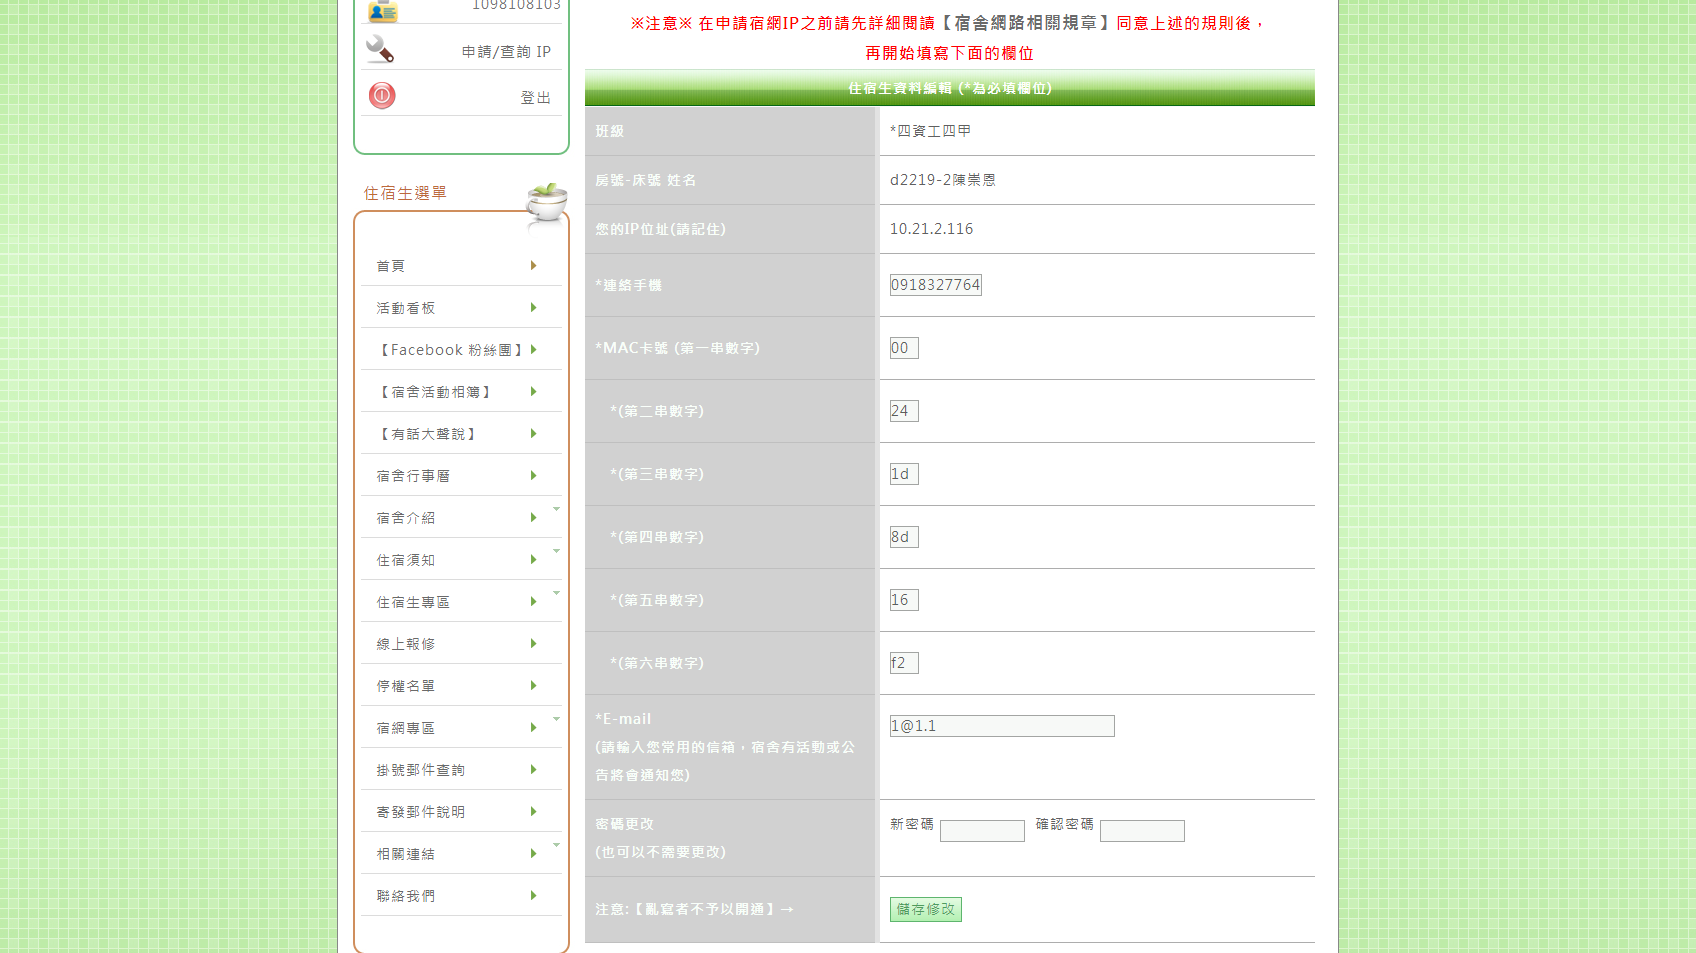 1098108103
申請/查詢 IP
登出
住宿生選單
首頁
活動看板
【Facebook 粉絲團】
【宿舍活動相簿】
【有話大聲說】
宿舍行事曆
宿舍介紹
住宿須知
住宿生專區
線上報修
停權名單
宿網專區
掛號郵件查詢
寄發郵件說明
相關連結
聯絡我們
※注意※ 在申請宿網IP之前請先詳細閱讀【宿舍網路相關規章】同意上述的規則後，
再開始填寫下面的欄位
住宿生資料編輯 (*為必填欄位)
班級 *四資工四甲
房號-床號 姓名 d2219-2陳崇恩
您的IP位址(請記住) 10.21.2.116
*連絡手機 0918327764
*MAC卡號 (第一串數字) 00
*(第二串數字) 24
*(第三串數字) 1d
*(第四串數字) 8d
*(第五串數字) 16
*(第六串數字) f2
*E-mail 1@1.1
(請輸入您常用的信箱，宿舍有活動或公
告將會通知您)
密碼更改 新密碼 確認密碼
(也可以不需要更改)
注意:【亂寫者不予以開通】→ 儲存修改